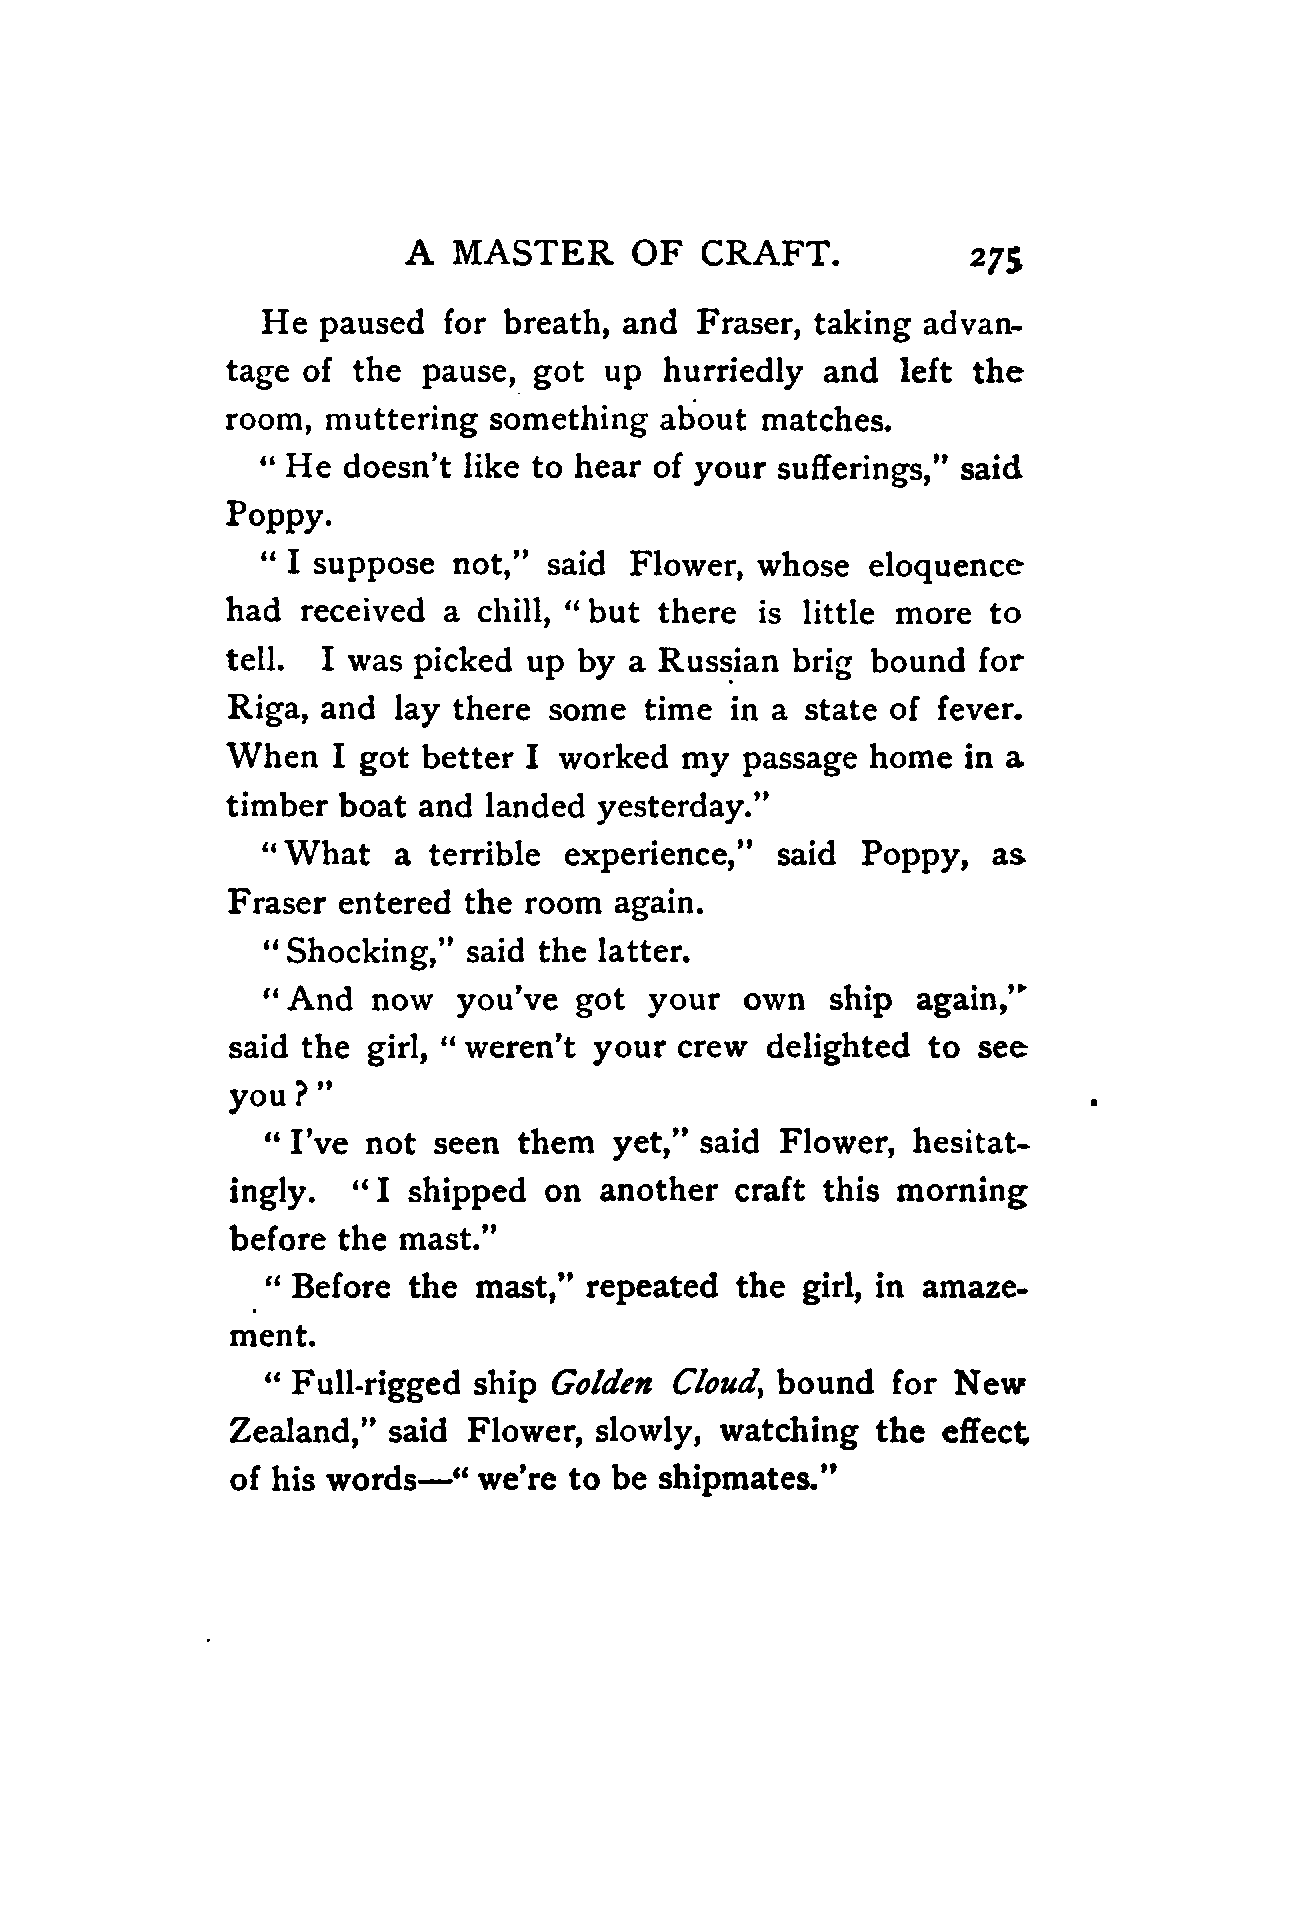 A MASTER OF CRAFT. 275
He paused for breath, and Fraser, taking advan-
tage of the pause, got up hurriedly and left the
room, muttering something about matches.
" He doesn't like to hear of your sufferings," said
Poppy.
" I suppose not," said Flower, whose eloquence
had received a chill, " but there is little more to
tell. I was picked up by a Russian brig bound for
Riga, and lay there some time in a state of fever.
When I got better I worked my passage home in a
timber boat and landed yesterday."
" What a terrible experience," said Poppy, as
Fraser entered the room again.
" Shocking," said the latter.
" And now you've got your own ship again,"
said the girl, " weren't your crew delighted to see
you ? "
" I've not seen them yet," said Flower, hesitat-
ingly. " I shipped on another craft this morning
before the mast."
" Before the mast," repeated the girl, in amaze-
ment.
" Full-rigged ship Golden Cloud, bound for New
Zealand," said Flower, slowly, watching the effect
of his words—" we're to be shipmates."